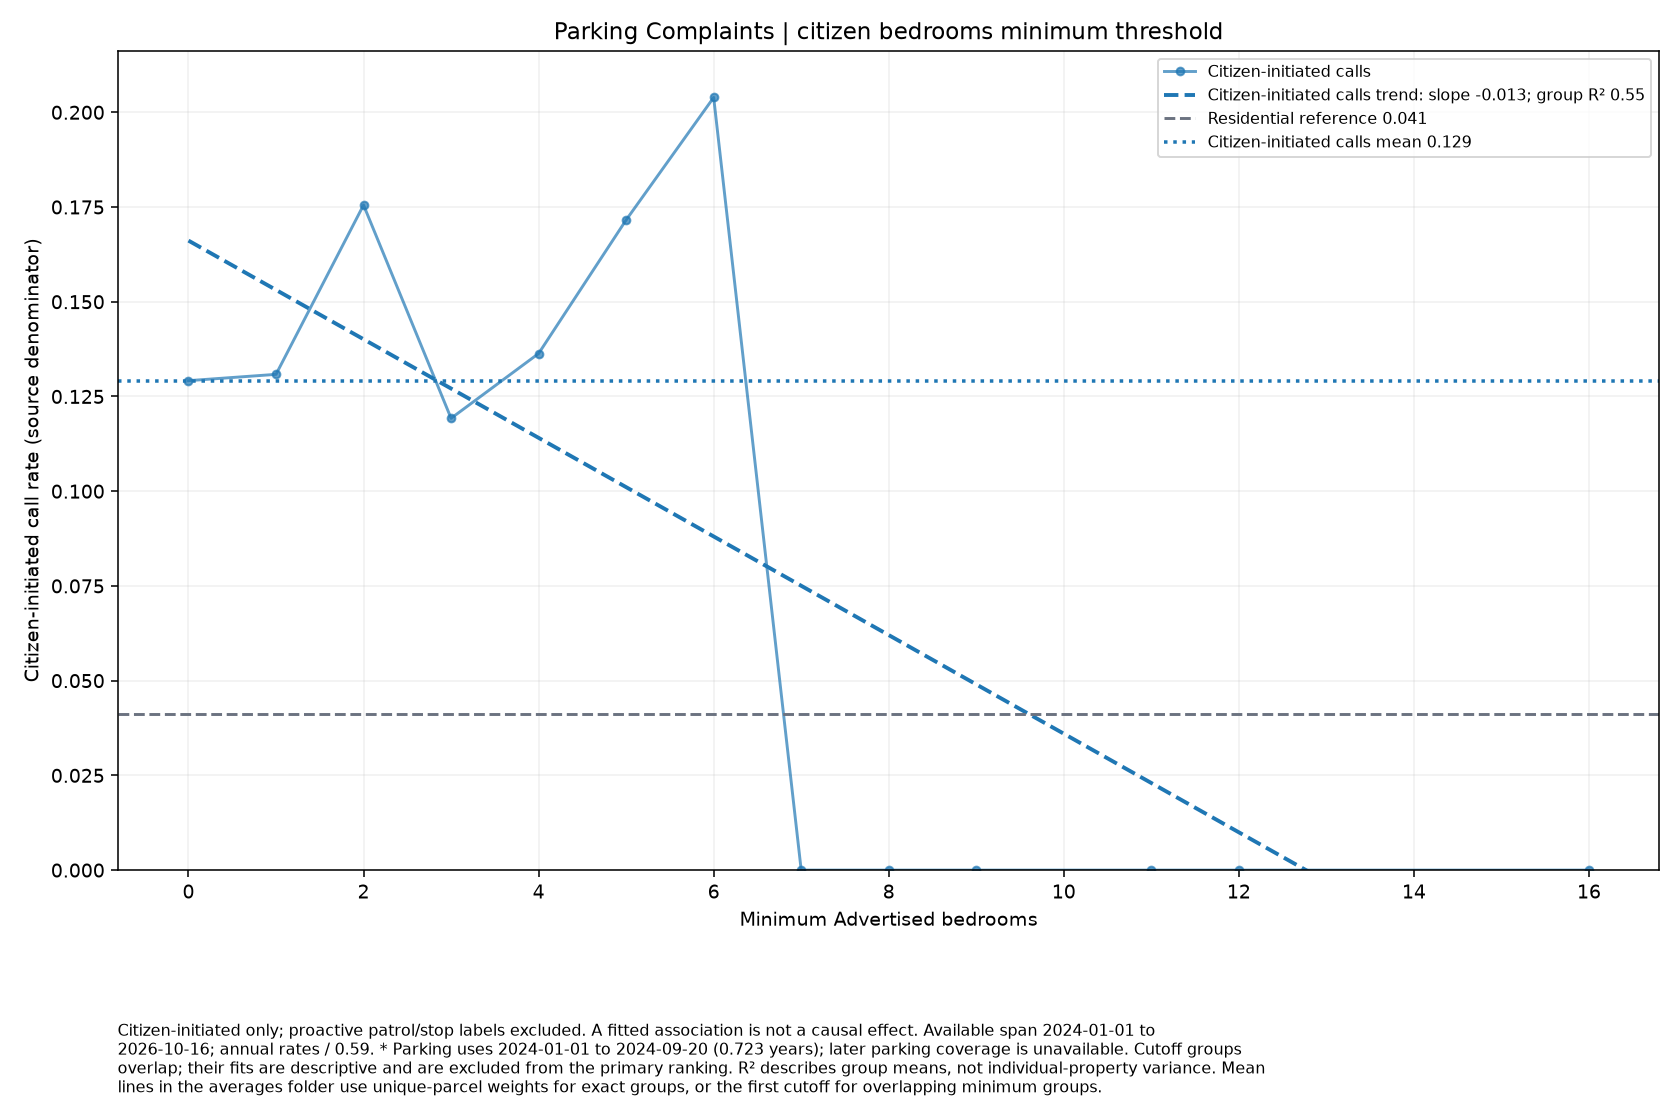 Parking Complaints | citizen bedrooms minimum threshold
Citizen-initiated calls
Citizen-initiated calls trend: slope -0.013; group R² 0.55
Residential reference 0.041
Citizen-initiated calls mean 0.129
Citizen-initiated call rate (source denominator)
0.200
0.175
0.150
0.125
0.100
0.075
0.050
0.025
0.000
0 2 4 6 8 10 12 14 16
Minimum Advertised bedrooms
Citizen-initiated only; proactive patrol/stop labels excluded. A fitted association is not a causal effect. Available span 2024-01-01 to
2026-10-16; annual rates / 0.59. * Parking uses 2024-01-01 to 2024-09-20 (0.723 years); later parking coverage is unavailable. Cutoff groups
overlap; their fits are descriptive and are excluded from the primary ranking. R² describes group means, not individual-property variance. Mean
lines in the averages folder use unique-parcel weights for exact groups, or the first cutoff for overlapping minimum groups.